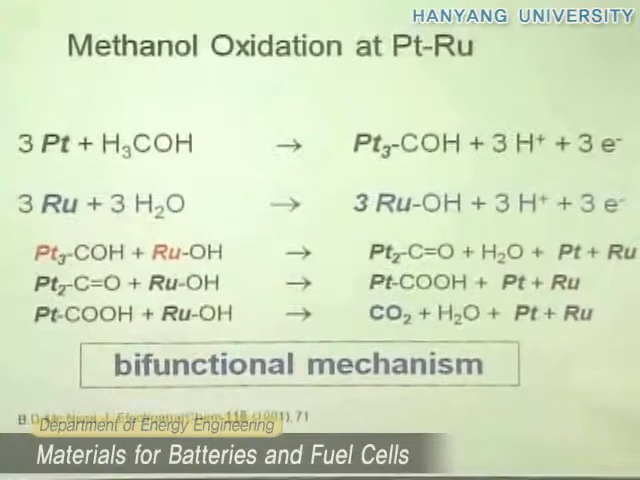 HANYANG UNIVERSITY
Methanol Oxidation at Pt-Ru
3 Pt + H₃COH → Pt₃-COH + 3 H⁺ + 3 e⁻
3 Ru + 3 H₂O → 3 Ru-OH + 3 H⁺ + 3 e⁻
Pt₃-COH + Ru-OH → Pt₂-C=O + H₂O + Pt + Ru
Pt₂-C=O + Ru-OH → Pt-COOH + Pt + Ru
Pt-COOH + Ru-OH → CO₂ + H₂O + Pt + Ru
bifunctional mechanism
71
Department of Energy Engineering
Materials for Batteries and Fuel Cells